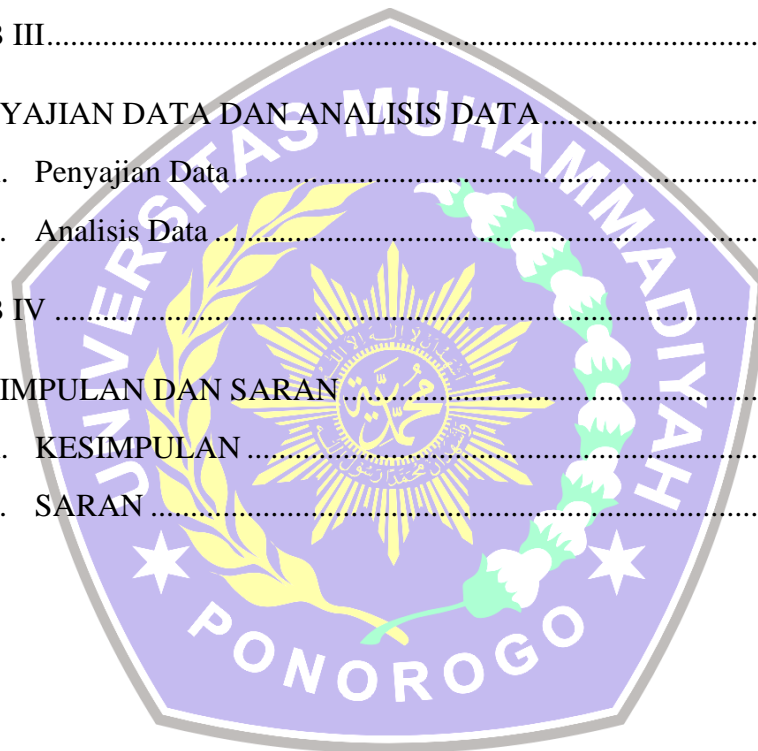 III....................................................................................
YAJIAN DATA DAN ANALISIS DATA...........................
. Penyajian Data..................................................................
. Analisis Data ....................................................................
IV ....................................................................................
IMPULAN DAN SARAN ...................................................
. KESIMPULAN ................................................................
. SARAN ...........................................................................
UNIVERSITAS MUHAMMADIYAH
PONOROGO
محمدية